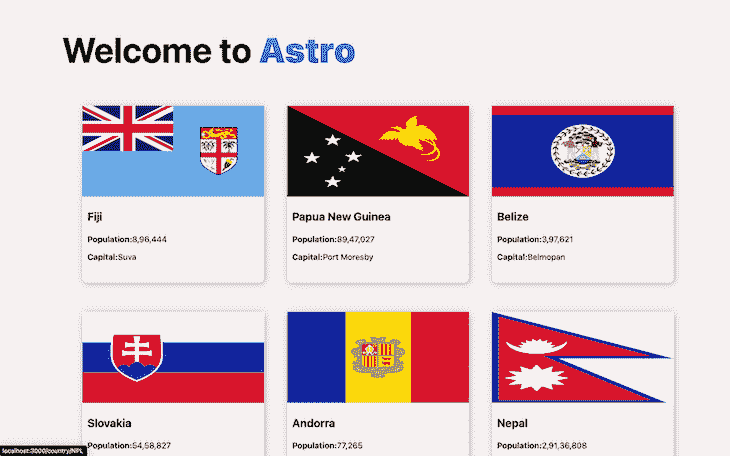 Welcome to Astro
Fiji
Population:8,96,444
Capital:Suva
Papua New Guinea
Population:89,47,027
Capital:Port Moresby
Belize
Population:3,97,621
Capital:Belmopan
Slovakia
Population:54,58,827
Andorra
Population:77,265
Nepal
Population:2,91,36,808
localhost:3000/country/NPL